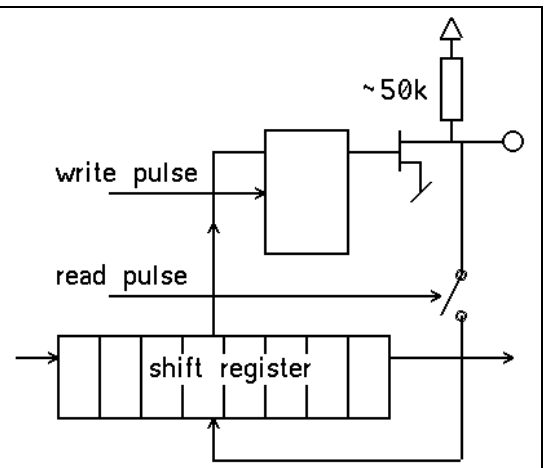 ~50k
write pulse
read pulse
shift register